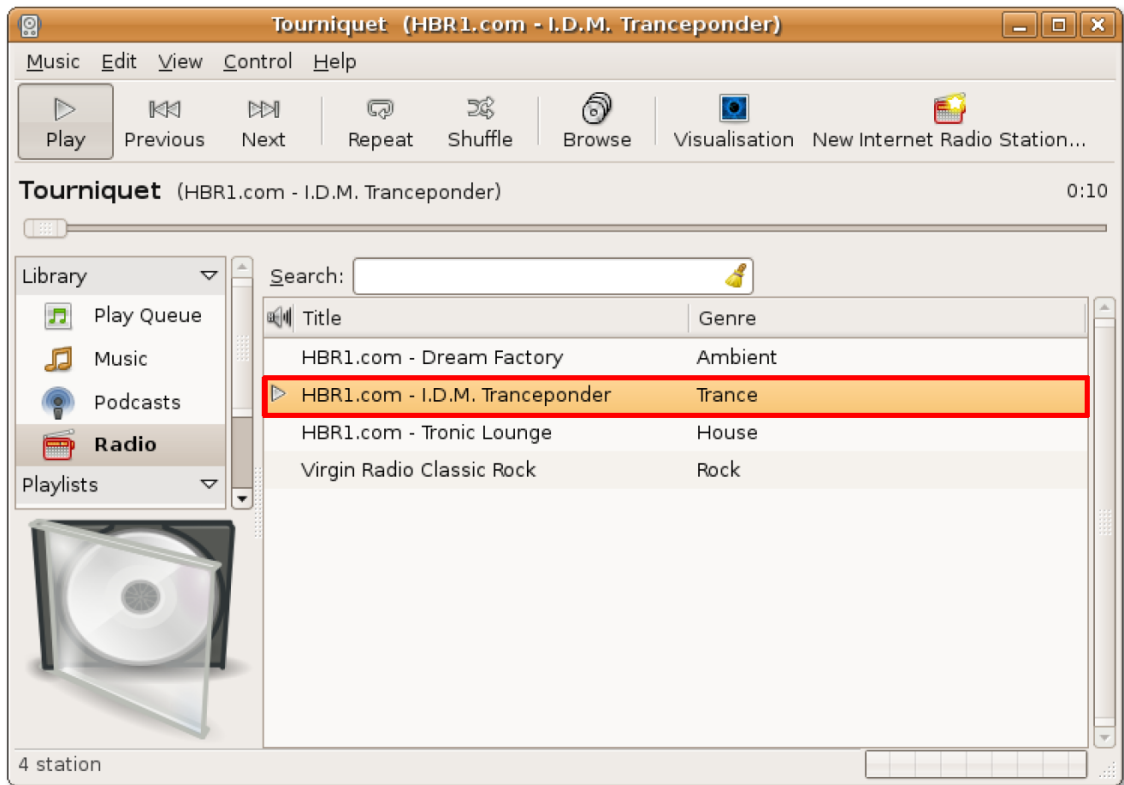 Tourniquet (HBR1.com - I.D.M. Tranceponder)
Music Edit View Control Help
Play Previous Next Repeat Shuffle Browse Visualisation New Internet Radio Station...
Tourniquet (HBR1.com - I.D.M. Tranceponder) 0:10
Library
Play Queue
Music
Podcasts
Radio
Playlists
Search:
Title Genre
HBR1.com - Dream Factory Ambient
HBR1.com - I.D.M. Tranceponder Trance
HBR1.com - Tronic Lounge House
Virgin Radio Classic Rock Rock
4 station